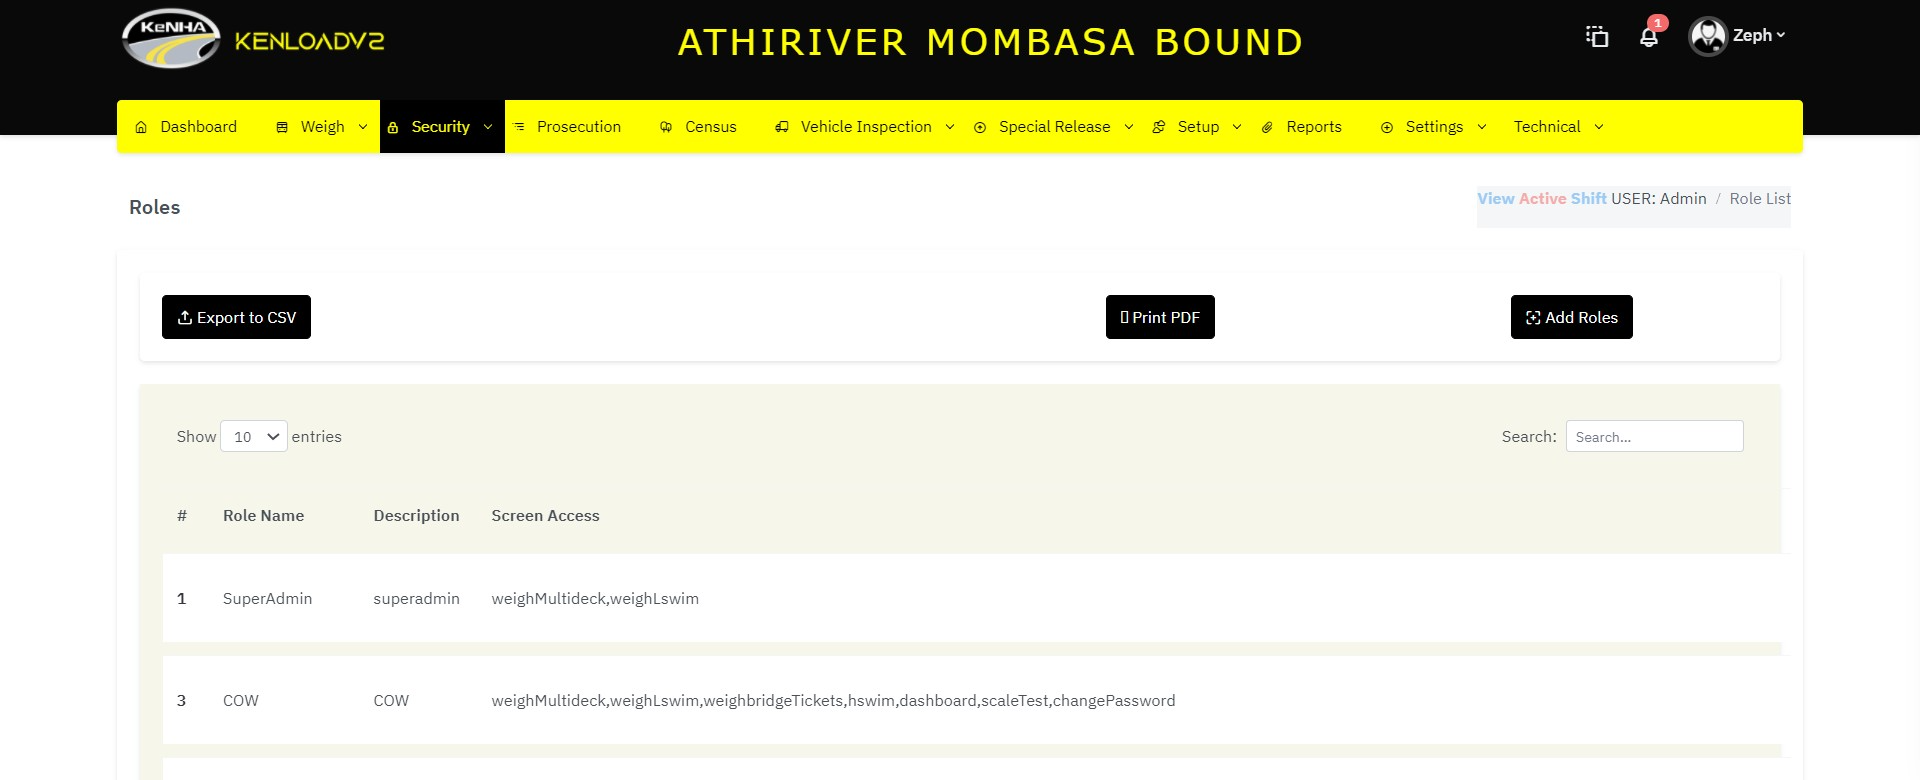 KeNHA KENLOADV2
ATHIRIVER MOMBASA BOUND
1
Zeph
Dashboard Weigh Security Prosecution Census Vehicle Inspection Special Release Setup Reports Settings Technical
Roles
View Active Shift USER: Admin / Role List
Export to CSV Print PDF Add Roles
Show 10 entries Search: Search...
# Role Name Description Screen Access
1 SuperAdmin superadmin weighMultideck,weighLswim
3 COW COW weighMultideck,weighLswim,weighbridgeTickets,hswim,dashboard,scaleTest,changePassword